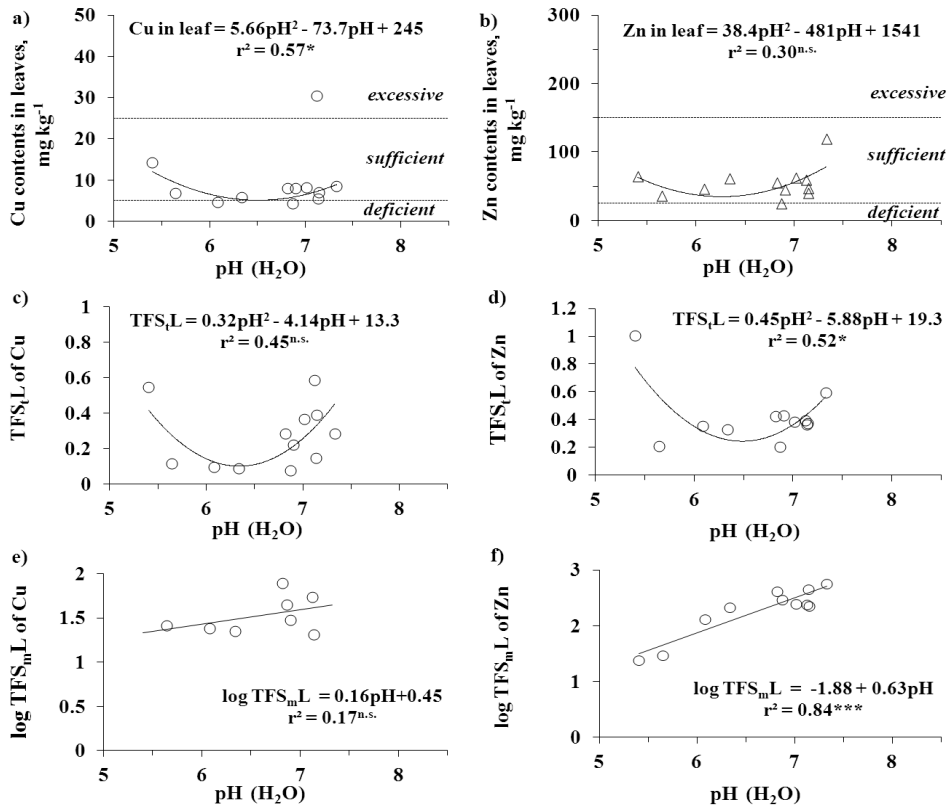 a)
Cu in leaf = 5.66pH² - 73.7pH + 245
r² = 0.57*
Cu contents in leaves,
mg kg⁻¹
40
30
20
10
0
excessive
sufficient
deficient
5 6 7 8
pH (H₂O)
b)
Zn in leaf = 38.4pH² - 481pH + 1541
r² = 0.30ⁿ·ˢ·
Zn contents in leaves,
mg kg⁻¹
300
250
200
150
100
50
0
excessive
sufficient
deficient
5 6 7 8
pH (H₂O)
c)
TFSₜL = 0.32pH² - 4.14pH + 13.3
r² = 0.45ⁿ·ˢ·
TFSₜL of Cu
1
0.8
0.6
0.4
0.2
0
5 6 7 8
pH (H₂O)
d)
TFSₜL = 0.45pH² - 5.88pH + 19.3
r² = 0.52*
TFSₜL of Zn
1.2
1
0.8
0.6
0.4
0.2
0
5 6 7 8
pH (H₂O)
e)
log TFSₘL of Cu
2
1.5
1
0.5
0
log TFSₘL = 0.16pH+0.45
r² = 0.17ⁿ·ˢ·
5 6 7 8
pH (H₂O)
f)
log TFSₘL of Zn
3
2
1
0
log TFSₘL = -1.88 + 0.63pH
r² = 0.84***
5 6 7 8
pH (H₂O)